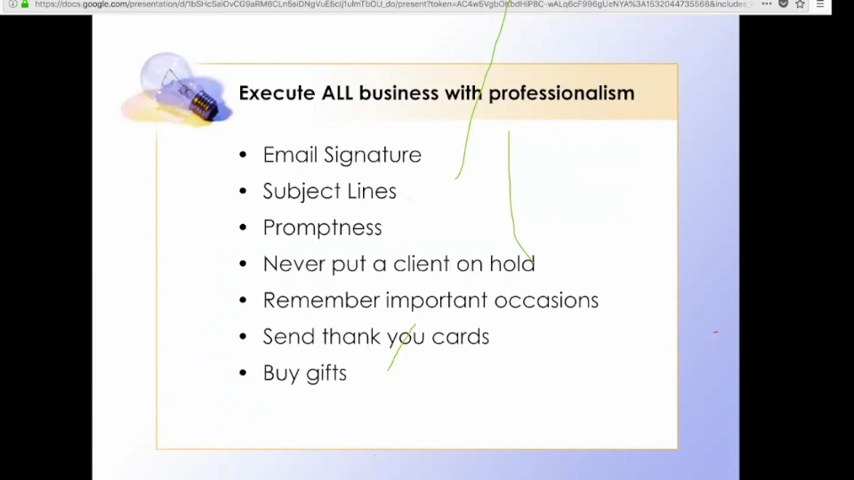 Execute ALL business with professionalism
• Email Signature
• Subject Lines
• Promptness
• Never put a client on hold
• Remember important occasions
• Send thank you cards
• Buy gifts